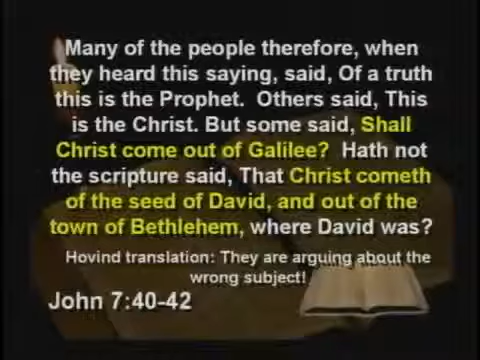 Many of the people therefore, when
they heard this saying, said, Of a truth
this is the Prophet.  Others said, This
is the Christ. But some said, Shall
Christ come out of Galilee?  Hath not
the scripture said, That Christ cometh
of the seed of David, and out of the
town of Bethlehem, where David was?
Hovind translation: They are arguing about the
wrong subject!
John 7:40-42